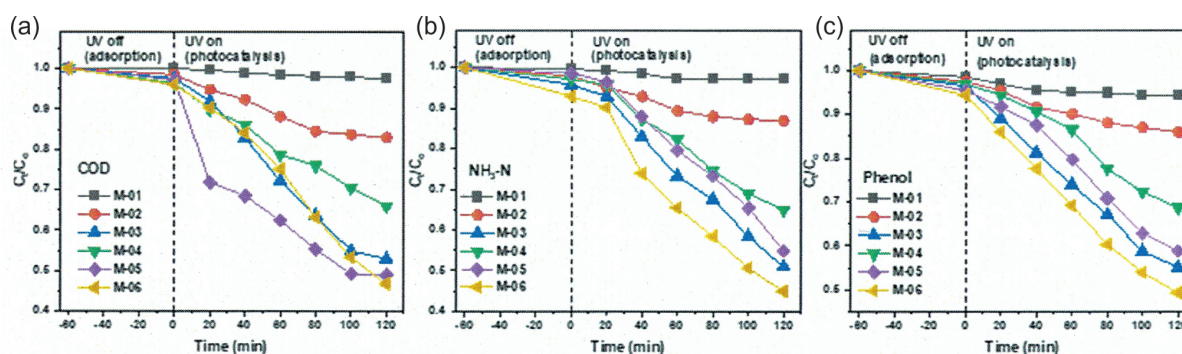 (a)
UV off
(adsorption)
UV on
(photocatalysis)
1.0
0.9
0.8
0.7
0.6
0.5
0.4
Ct/Co
COD
M-01
M-02
M-03
M-04
M-05
M-06
-60
-40
-20
0
20
40
60
80
100
120
Time (min)
(b)
UV off
(adsorption)
UV on
(photocatalysis)
1.0
0.9
0.8
0.7
0.6
0.5
0.4
Ct/Co
NH3-N
M-01
M-02
M-03
M-04
M-05
M-06
-60
-40
-20
0
20
40
60
80
100
120
Time (min)
(c)
UV off
(adsorption)
UV on
(photocatalysis)
1.0
0.9
0.8
0.7
0.6
0.5
Ct/Co
Phenol
M-01
M-02
M-03
M-04
M-05
M-06
-60
-40
-20
0
20
40
60
80
100
120
Time (min)